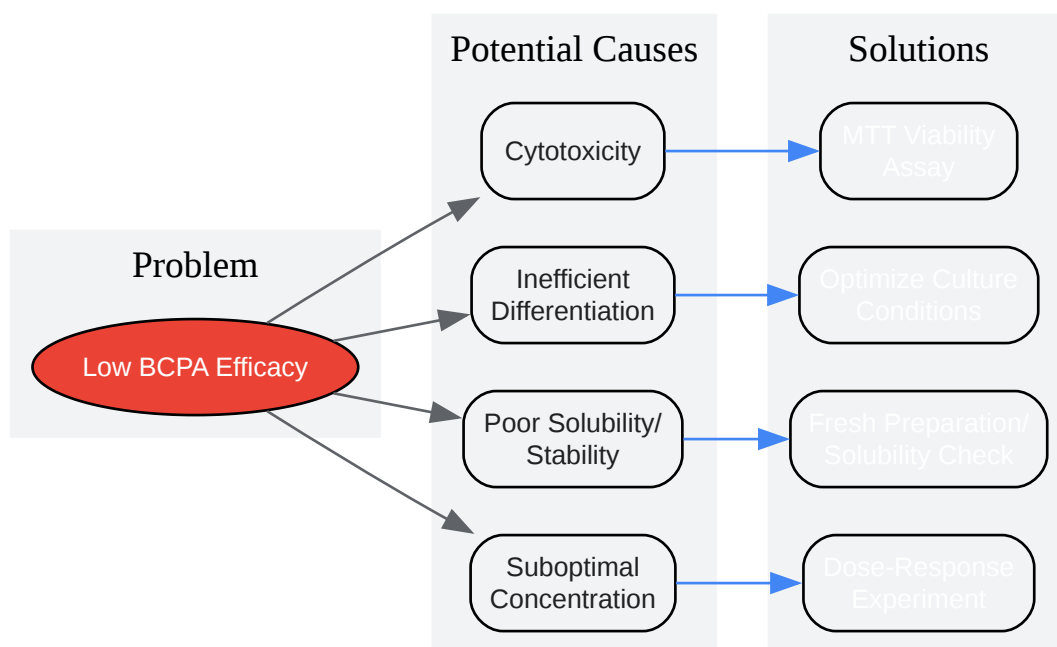 Potential Causes
Solutions
Problem
Low BCPA Efficacy
Cytotoxicity
MTT Viability
Assay
Inefficient
Differentiation
Optimize Culture
Conditions
Poor Solubility/
Stability
Fresh Preparation/
Solubility Check
Suboptimal
Concentration
Dose-Response
Experiment